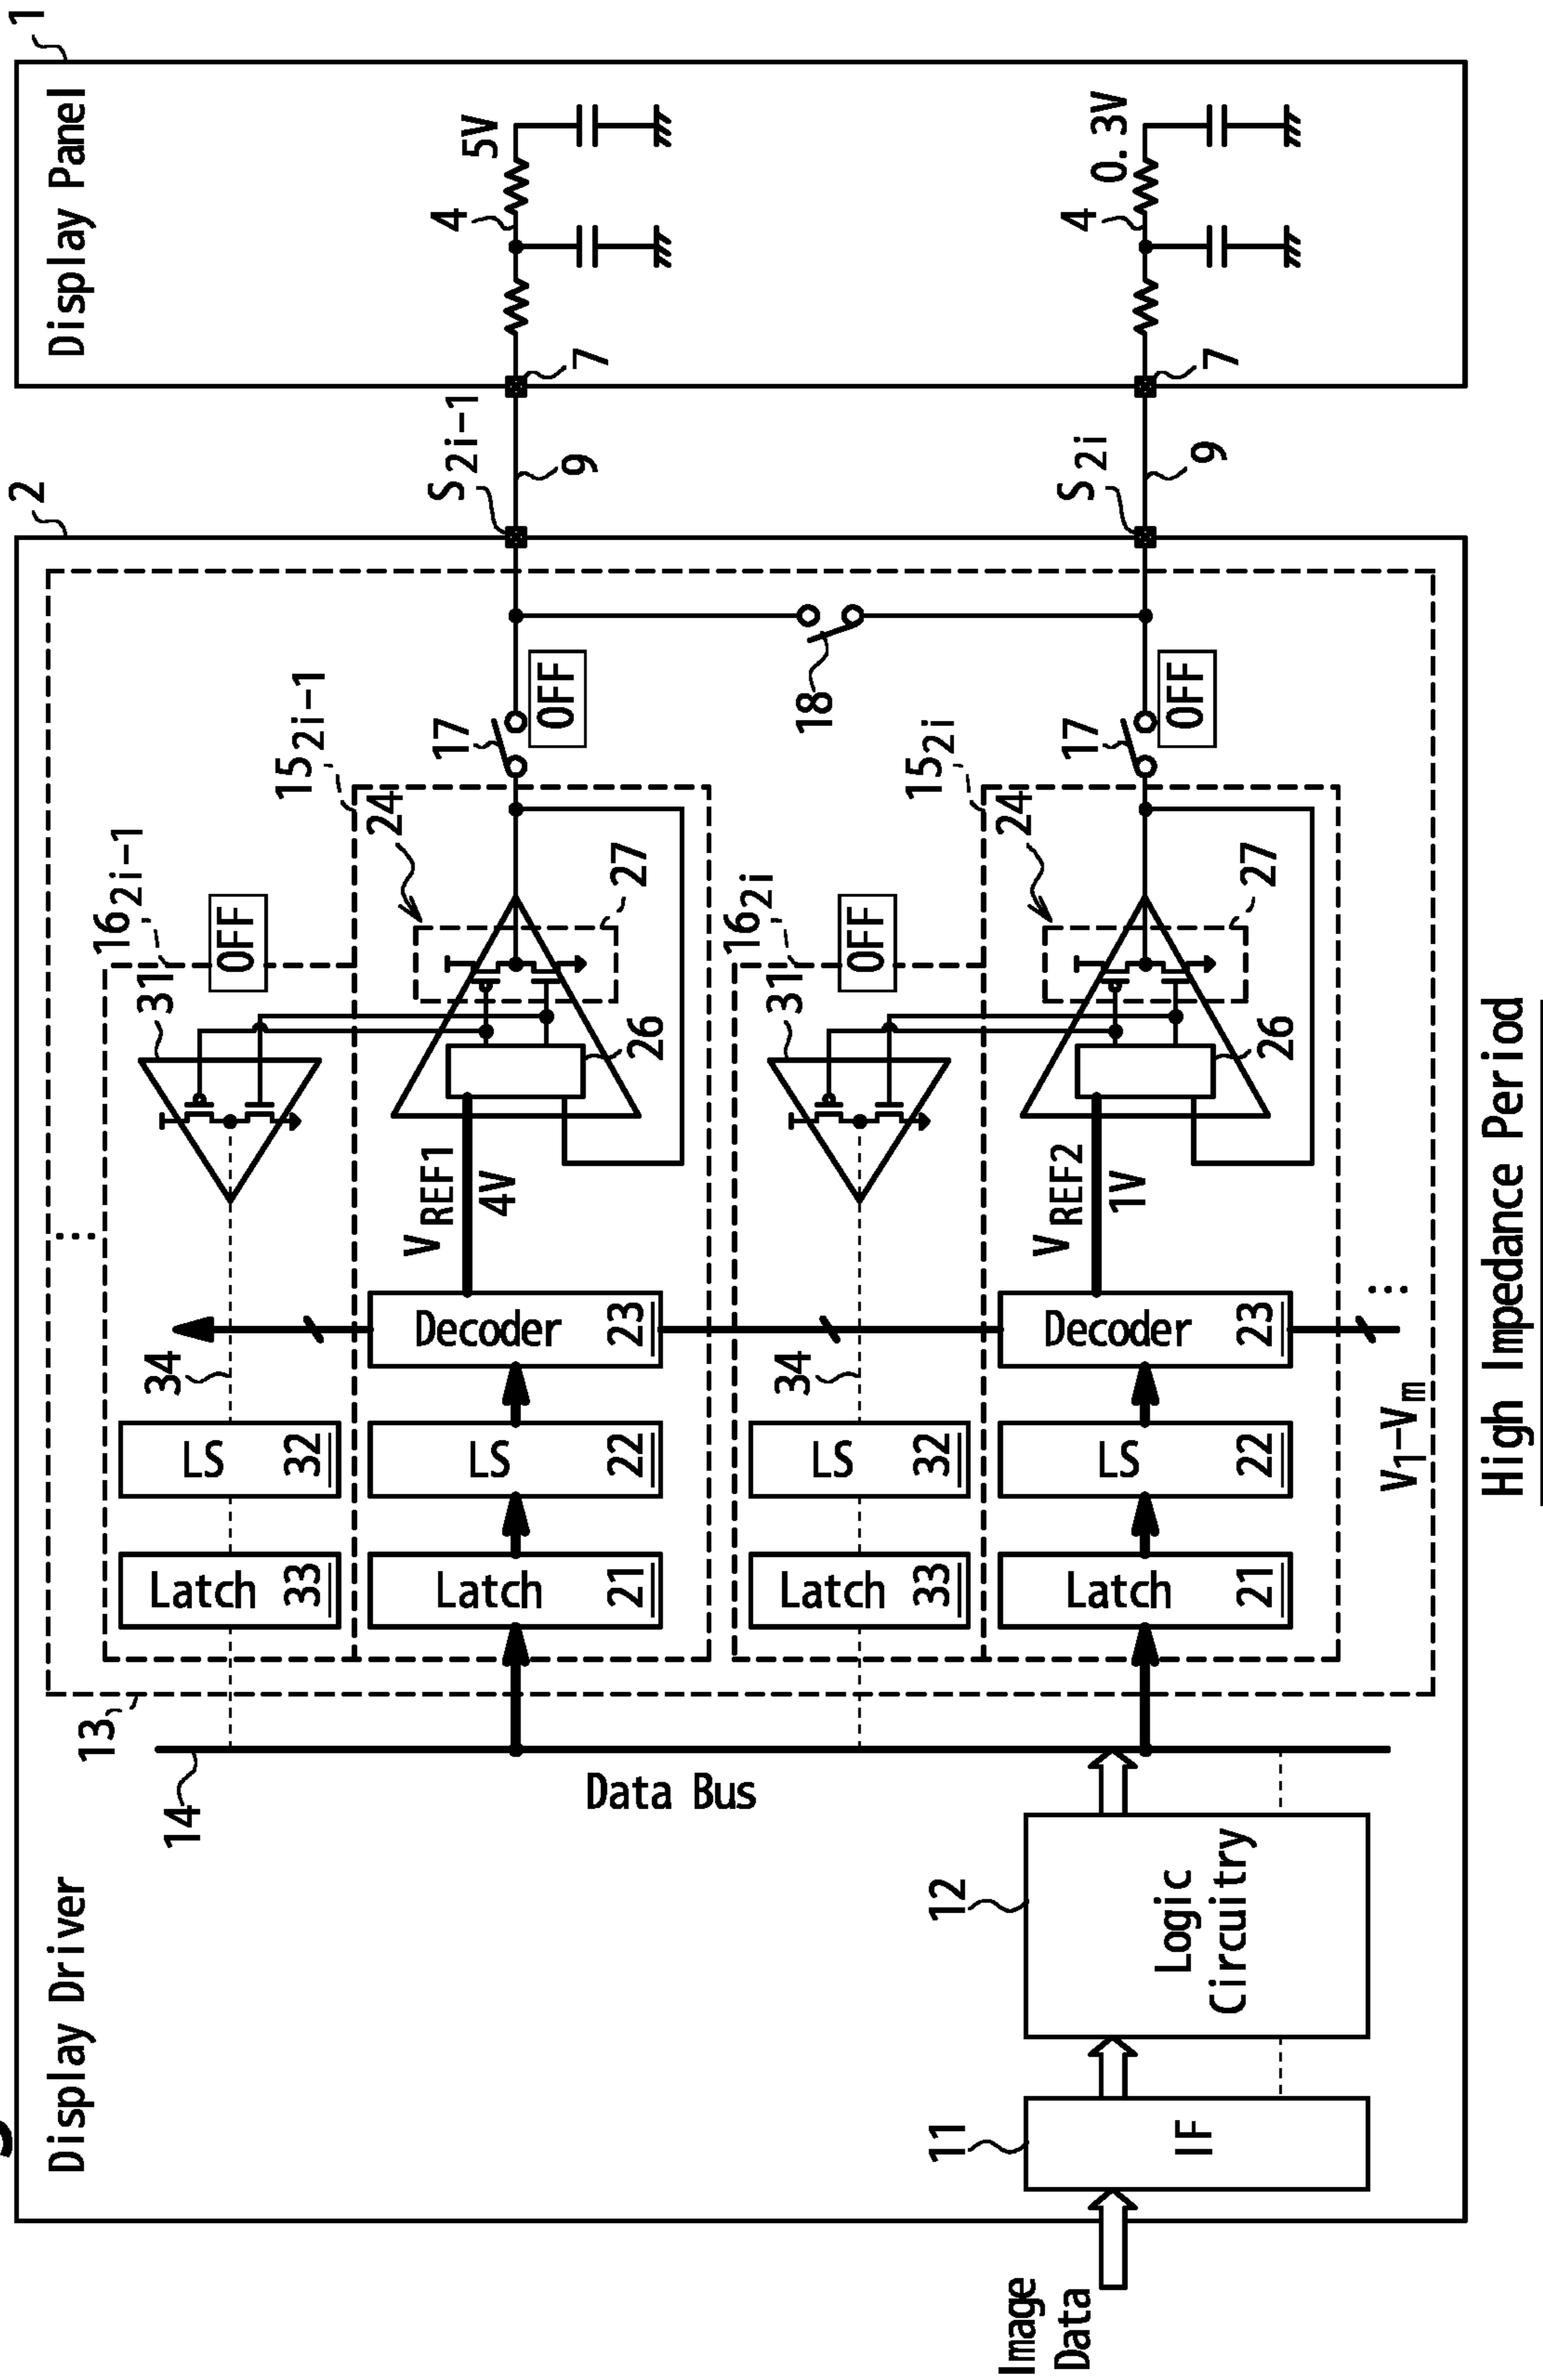 Display Driver
2
Display Panel
1
13
14
16₂ᵢ₋₁
31
OFF
Latch 33
LS 32
34
15₂ᵢ₋₁
24
Latch 21
LS 22
Decoder 23
V_REF1
4V
26
27
17
OFF
S₂ᵢ₋₁
9
7
4
5V
Data Bus
18
16₂ᵢ
31
OFF
Latch 33
LS 32
34
15₂ᵢ
24
Latch 21
LS 22
Decoder 23
V_REF2
1V
26
27
17
OFF
S₂ᵢ
9
7
4
0.3V
Image
Data
11
IF
12
Logic
Circuitry
V₁-Vₘ
High Impedance Period